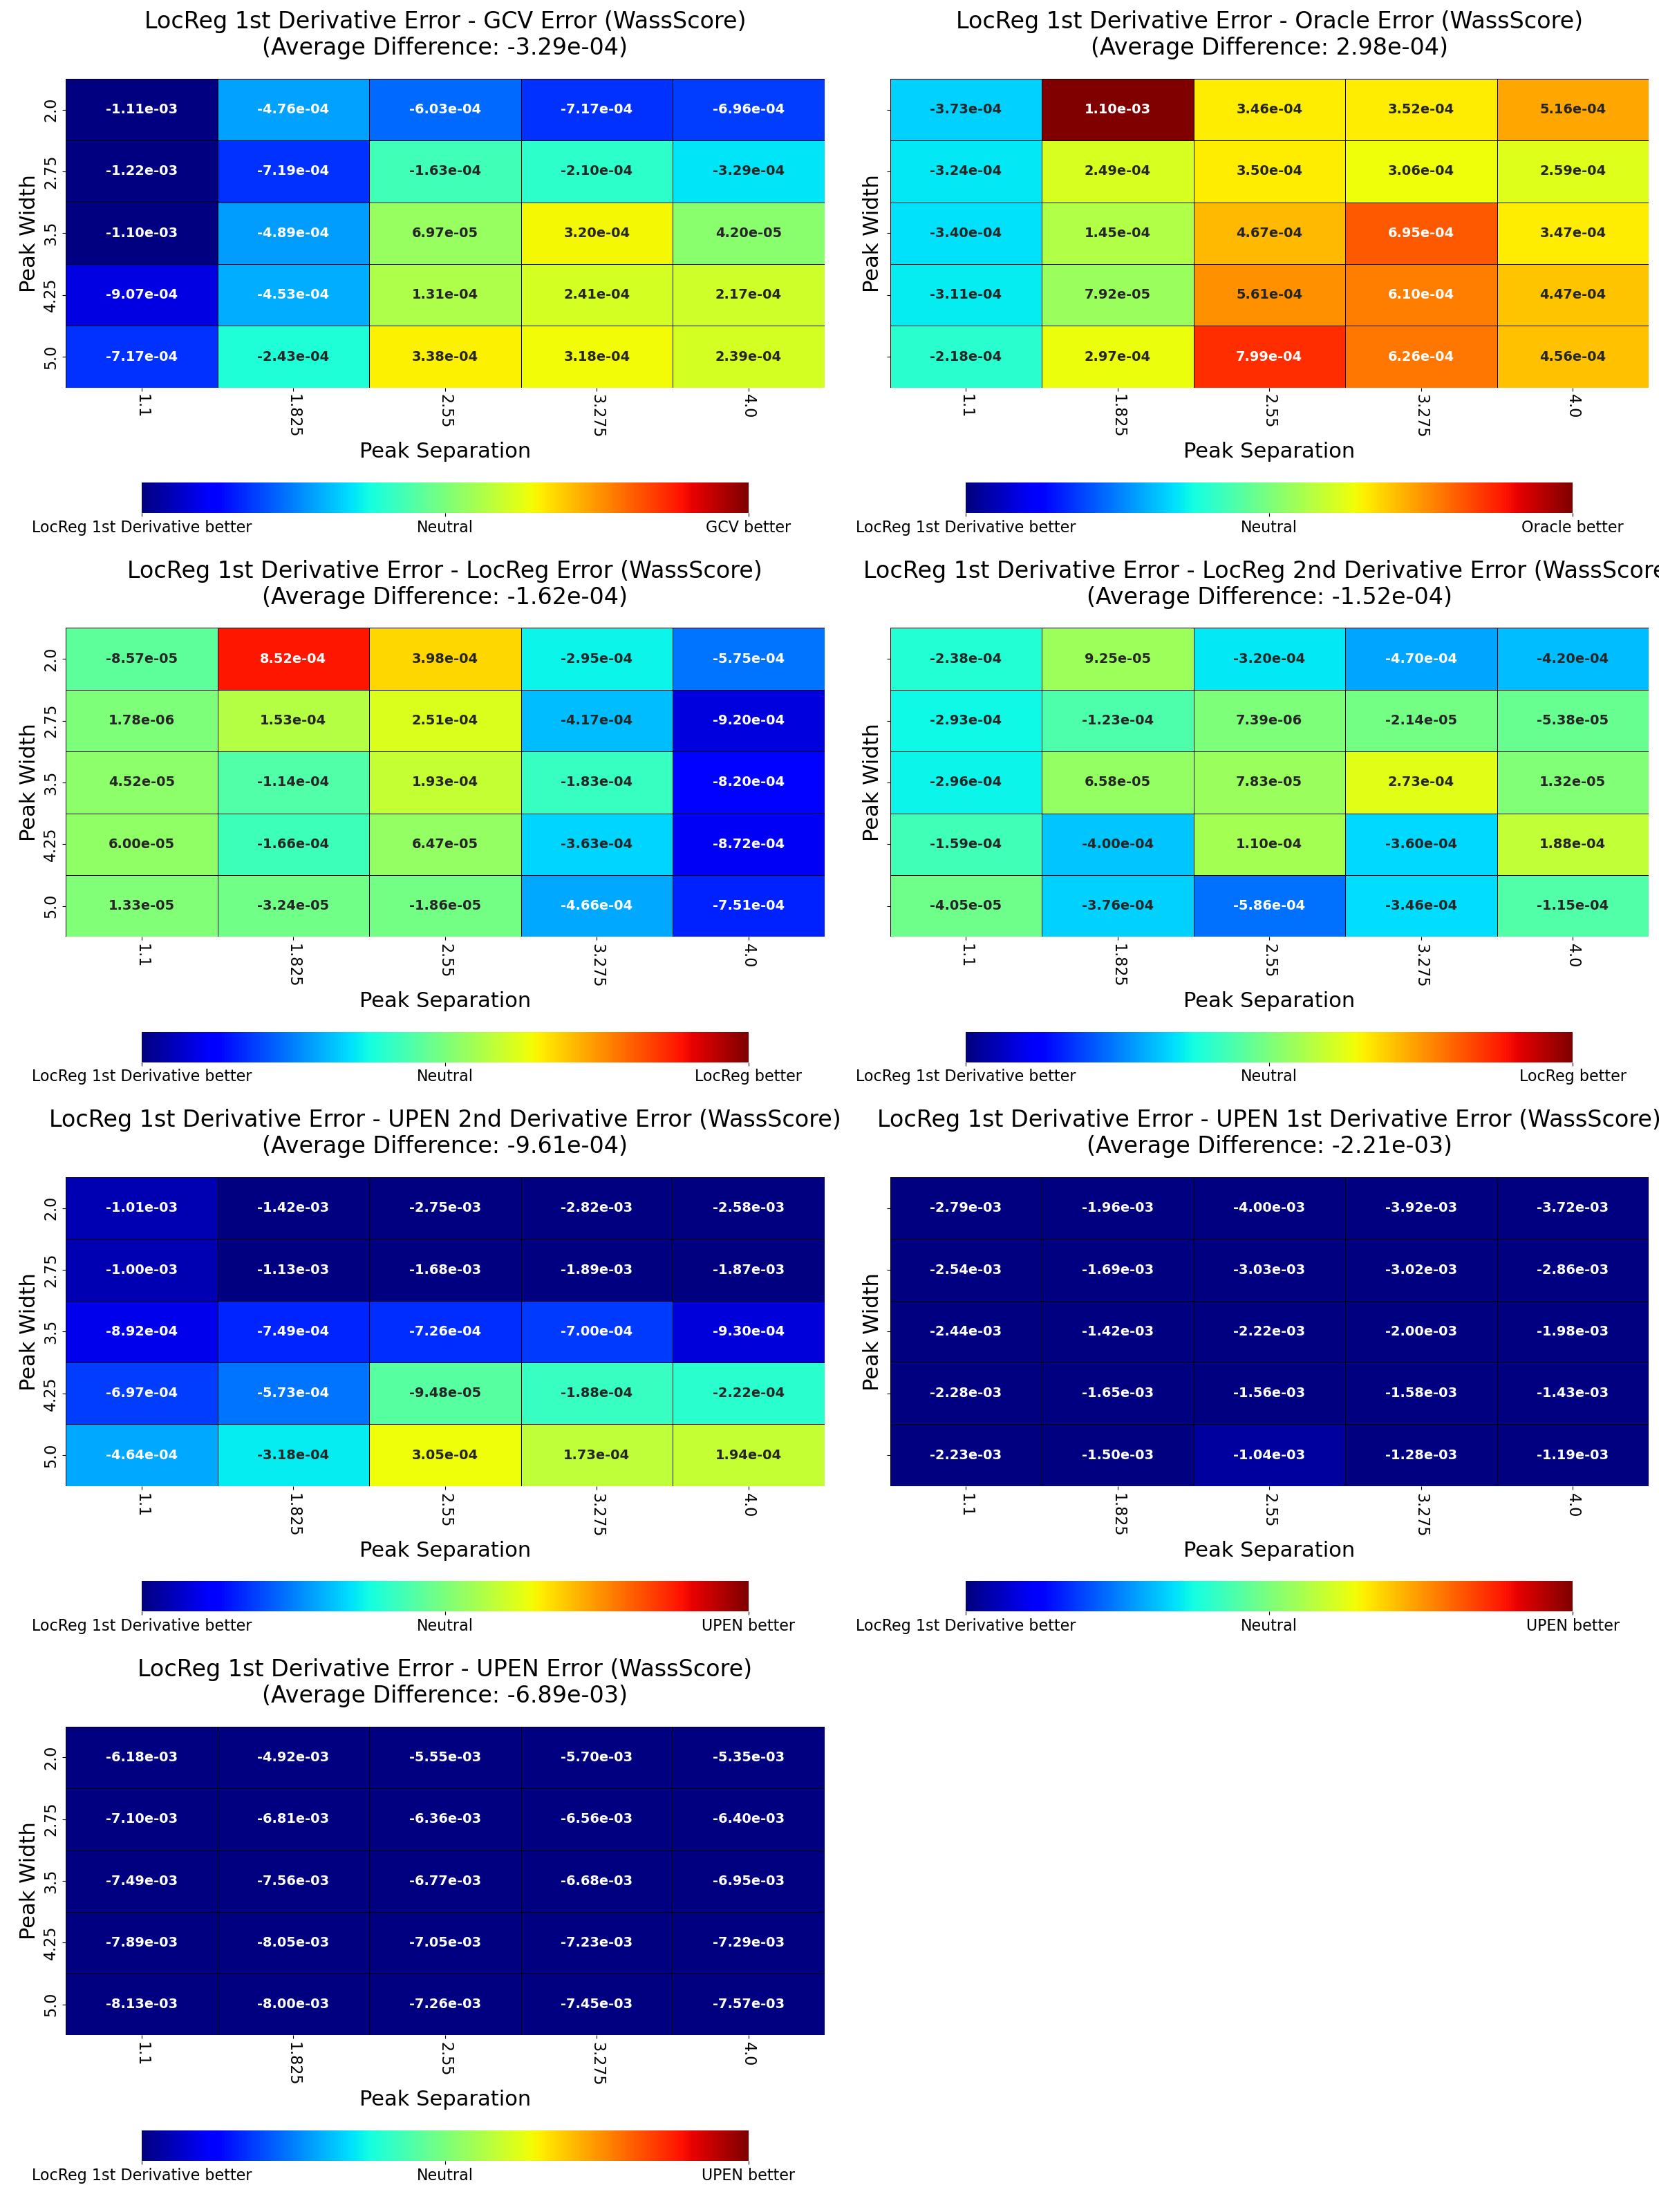 LocReg 1st Derivative Error - GCV Error (WassScore)
(Average Difference: -3.29e-04)
Peak Width
2.0 -1.11e-03 -4.76e-04 -6.03e-04 -7.17e-04 -6.96e-04
2.75 -1.22e-03 -7.19e-04 -1.63e-04 -2.10e-04 -3.29e-04
3.5 -1.10e-03 -4.89e-04 6.97e-05 3.20e-04 4.20e-05
4.25 -9.07e-04 -4.53e-04 1.31e-04 2.41e-04 2.17e-04
5.0 -7.17e-04 -2.43e-04 3.38e-04 3.18e-04 2.39e-04
1.1 1.825 2.55 3.275 4.0
Peak Separation
LocReg 1st Derivative better Neutral GCV better
LocReg 1st Derivative Error - Oracle Error (WassScore)
(Average Difference: 2.98e-04)
Peak Width
-3.73e-04 1.10e-03 3.46e-04 3.52e-04 5.16e-04
-3.24e-04 2.49e-04 3.50e-04 3.06e-04 2.59e-04
-3.40e-04 1.45e-04 4.67e-04 6.95e-04 3.47e-04
-3.11e-04 7.92e-05 5.61e-04 6.10e-04 4.47e-04
-2.18e-04 2.97e-04 7.99e-04 6.26e-04 4.56e-04
1.1 1.825 2.55 3.275 4.0
Peak Separation
LocReg 1st Derivative better Neutral Oracle better
LocReg 1st Derivative Error - LocReg Error (WassScore)
(Average Difference: -1.62e-04)
Peak Width
2.0 -8.57e-05 8.52e-04 3.98e-04 -2.95e-04 -5.75e-04
2.75 1.78e-06 1.53e-04 2.51e-04 -4.17e-04 -9.20e-04
3.5 4.52e-05 -1.14e-04 1.93e-04 -1.83e-04 -8.20e-04
4.25 6.00e-05 -1.66e-04 6.47e-05 -3.63e-04 -8.72e-04
5.0 1.33e-05 -3.24e-05 -1.86e-05 -4.66e-04 -7.51e-04
1.1 1.825 2.55 3.275 4.0
Peak Separation
LocReg 1st Derivative better Neutral LocReg better
LocReg 1st Derivative Error - LocReg 2nd Derivative Error (WassScore
(Average Difference: -1.52e-04)
Peak Width
-2.38e-04 9.25e-05 -3.20e-04 -4.70e-04 -4.20e-04
-2.93e-04 -1.23e-04 7.39e-06 -2.14e-05 -5.38e-05
-2.96e-04 6.58e-05 7.83e-05 2.73e-04 1.32e-05
-1.59e-04 -4.00e-04 1.10e-04 -3.60e-04 1.88e-04
-4.05e-05 -3.76e-04 -5.86e-04 -3.46e-04 -1.15e-04
1.1 1.825 2.55 3.275 4.0
Peak Separation
LocReg 1st Derivative better Neutral LocReg better
LocReg 1st Derivative Error - UPEN 2nd Derivative Error (WassScore)
(Average Difference: -9.61e-04)
Peak Width
2.0 -1.01e-03 -1.42e-03 -2.75e-03 -2.82e-03 -2.58e-03
2.75 -1.00e-03 -1.13e-03 -1.68e-03 -1.89e-03 -1.87e-03
3.5 -8.92e-04 -7.49e-04 -7.26e-04 -7.00e-04 -9.30e-04
4.25 -6.97e-04 -5.73e-04 -9.48e-05 -1.88e-04 -2.22e-04
5.0 -4.64e-04 -3.18e-04 3.05e-04 1.73e-04 1.94e-04
1.1 1.825 2.55 3.275 4.0
Peak Separation
LocReg 1st Derivative better Neutral UPEN better
LocReg 1st Derivative Error - UPEN 1st Derivative Error (WassScore)
(Average Difference: -2.21e-03)
Peak Width
-2.79e-03 -1.96e-03 -4.00e-03 -3.92e-03 -3.72e-03
-2.54e-03 -1.69e-03 -3.03e-03 -3.02e-03 -2.86e-03
-2.44e-03 -1.42e-03 -2.22e-03 -2.00e-03 -1.98e-03
-2.28e-03 -1.65e-03 -1.56e-03 -1.58e-03 -1.43e-03
-2.23e-03 -1.50e-03 -1.04e-03 -1.28e-03 -1.19e-03
1.1 1.825 2.55 3.275 4.0
Peak Separation
LocReg 1st Derivative better Neutral UPEN better
LocReg 1st Derivative Error - UPEN Error (WassScore)
(Average Difference: -6.89e-03)
Peak Width
2.0 -6.18e-03 -4.92e-03 -5.55e-03 -5.70e-03 -5.35e-03
2.75 -7.10e-03 -6.81e-03 -6.36e-03 -6.56e-03 -6.40e-03
3.5 -7.49e-03 -7.56e-03 -6.77e-03 -6.68e-03 -6.95e-03
4.25 -7.89e-03 -8.05e-03 -7.05e-03 -7.23e-03 -7.29e-03
5.0 -8.13e-03 -8.00e-03 -7.26e-03 -7.45e-03 -7.57e-03
1.1 1.825 2.55 3.275 4.0
Peak Separation
LocReg 1st Derivative better Neutral UPEN better